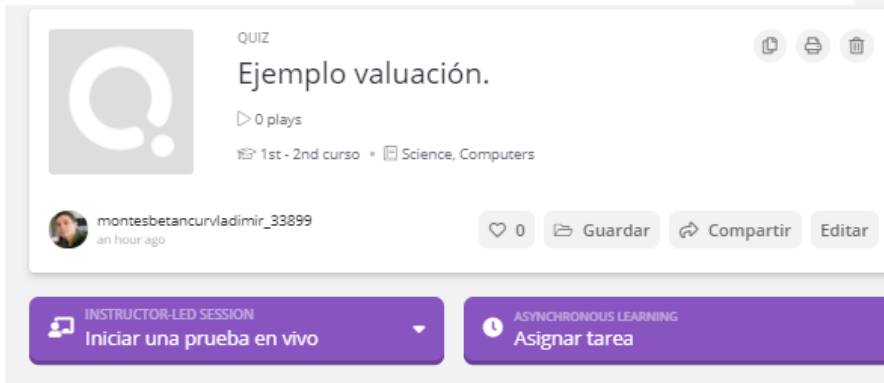 QUIZ
Ejemplo valuación.
0 plays
1st - 2nd curso • Science, Computers
montesbetancurvladimir_33899
an hour ago
0 Guardar Compartir Editar
INSTRUCTOR-LED SESSION
Iniciar una prueba en vivo
ASYNCHRONOUS LEARNING
Asignar tarea